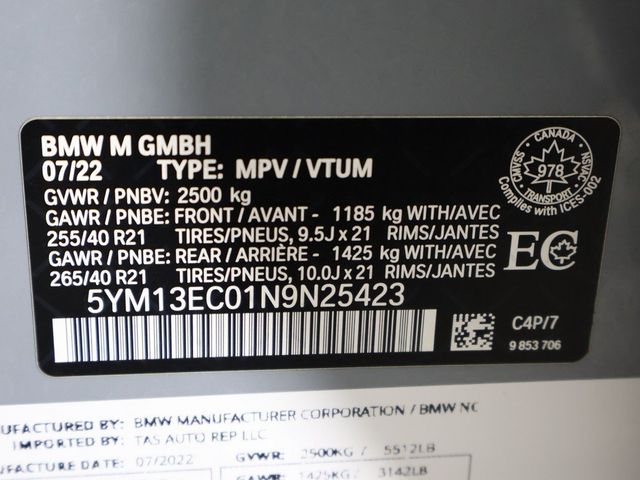 BMW M GMBH
07/22 TYPE: MPV / VTUM
GVWR / PNBV: 2500 kg
GAWR / PNBE: FRONT / AVANT - 1185 kg WITH/AVEC
255/40 R21 TIRES/PNEUS, 9.5J x 21 RIMS/JANTES
GAWR / PNBE: REAR / ARRIÈRE - 1425 kg WITH/AVEC
265/40 R21 TIRES/PNEUS, 10.0J x 21 RIMS/JANTES
5YM13EC01N9N25423
CANADA
CMVSS
978
NSVAC
TRANSPORT
Complies with ICES-002
EC
C4P/7
9 853 706
UFACTURED BY: BMW MANUFACTURER CORPORATION / BMW NC
IMPORTED BY: TAS AUTO REP LLC
UFACTURE DATE: 07/2022 GVWR: 2500KG / 5512LB
1425KG / 3142LB